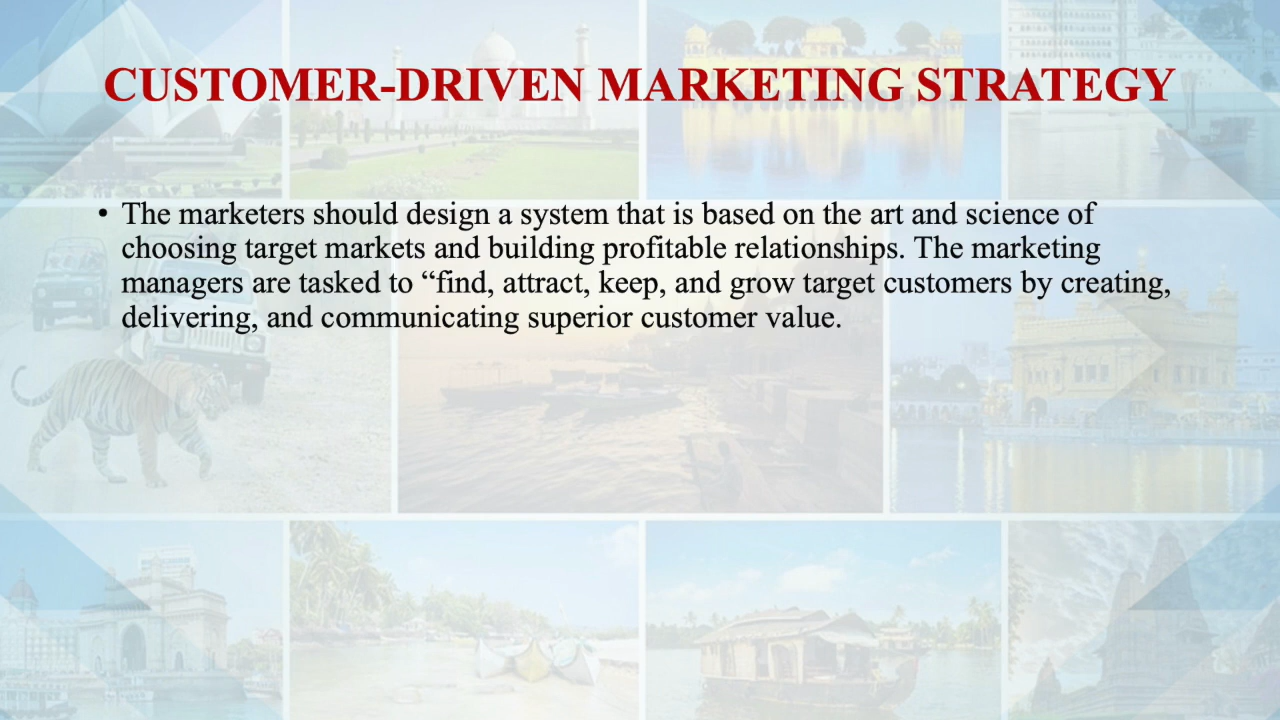 CUSTOMER-DRIVEN MARKETING STRATEGY
• The marketers should design a system that is based on the art and science of
choosing target markets and building profitable relationships. The marketing
managers are tasked to “find, attract, keep, and grow target customers by creating,
delivering, and communicating superior customer value.